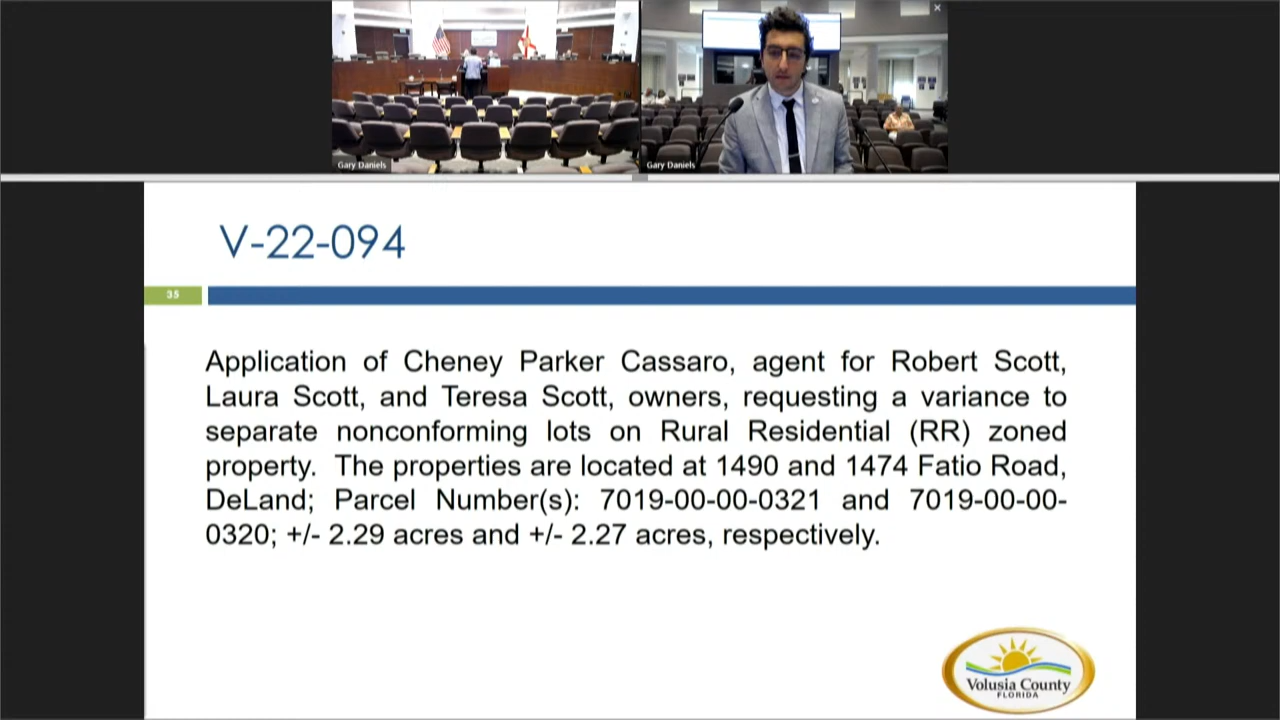 Gary Daniels
Gary Daniels
V-22-094
35
Application of Cheney Parker Cassaro, agent for Robert Scott,
Laura Scott, and Teresa Scott, owners, requesting a variance to
separate nonconforming lots on Rural Residential (RR) zoned
property. The properties are located at 1490 and 1474 Fatio Road,
DeLand; Parcel Number(s): 7019-00-00-0321 and 7019-00-00-
0320; +/- 2.29 acres and +/- 2.27 acres, respectively.
Volusia County
FLORIDA